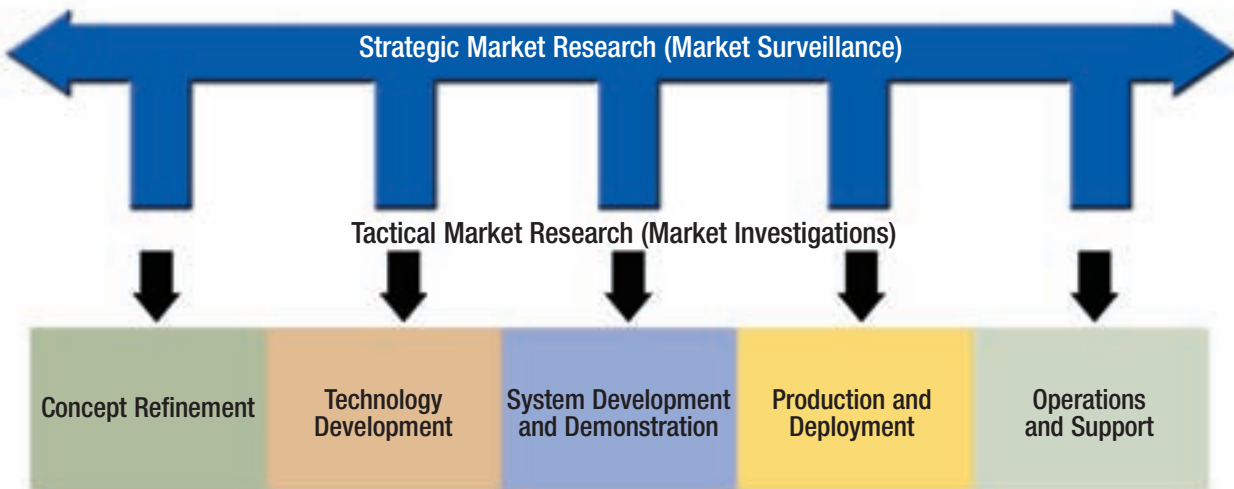 Strategic Market Research (Market Surveillance)
Tactical Market Research (Market Investigations)
Concept Refinement
Technology
Development
System Development
and Demonstration
Production and
Deployment
Operations
and Support